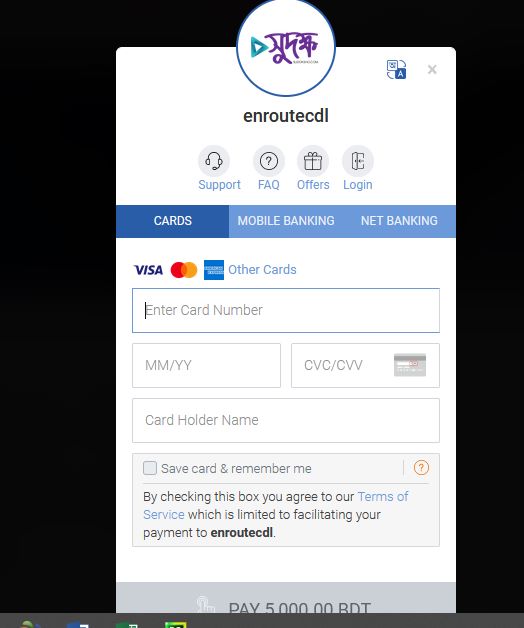 সুদক্ষ
enroutecdl
Support FAQ Offers Login
CARDS MOBILE BANKING NET BANKING
VISA Other Cards
Enter Card Number
MM/YY CVC/CVV
Card Holder Name
Save card & remember me ?
By checking this box you agree to our Terms of
Service which is limited to facilitating your
payment to enroutecdl.
PAY 5,000.00 BDT